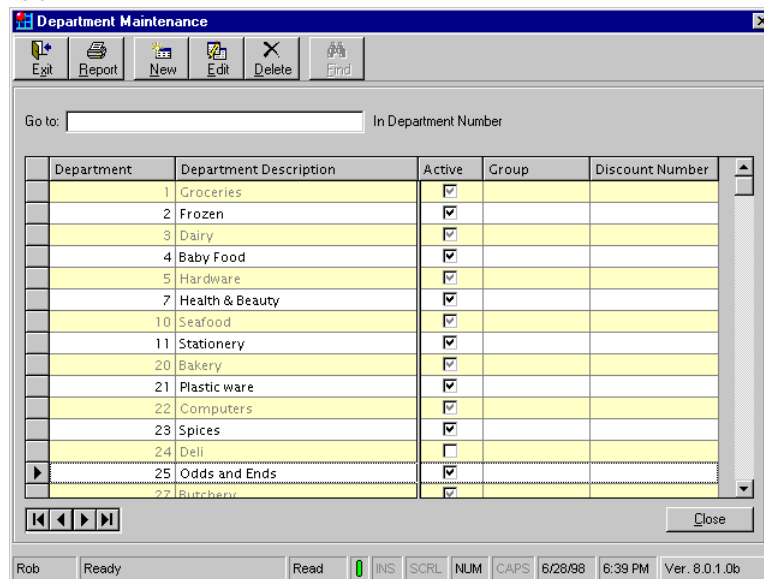 Department Maintenance
Exit Report New Edit Delete Find
Go to: In Department Number
Department Department Description Active Group Discount Number
1 Groceries
2 Frozen
3 Dairy
4 Baby Food
5 Hardware
7 Health & Beauty
10 Seafood
11 Stationery
20 Bakery
21 Plastic ware
22 Computers
23 Spices
24 Deli
25 Odds and Ends
27 Butchery
Close
Rob Ready Read INS SCRL NUM CAPS 6/28/98 6:39 PM Ver. 8.0.1.0b